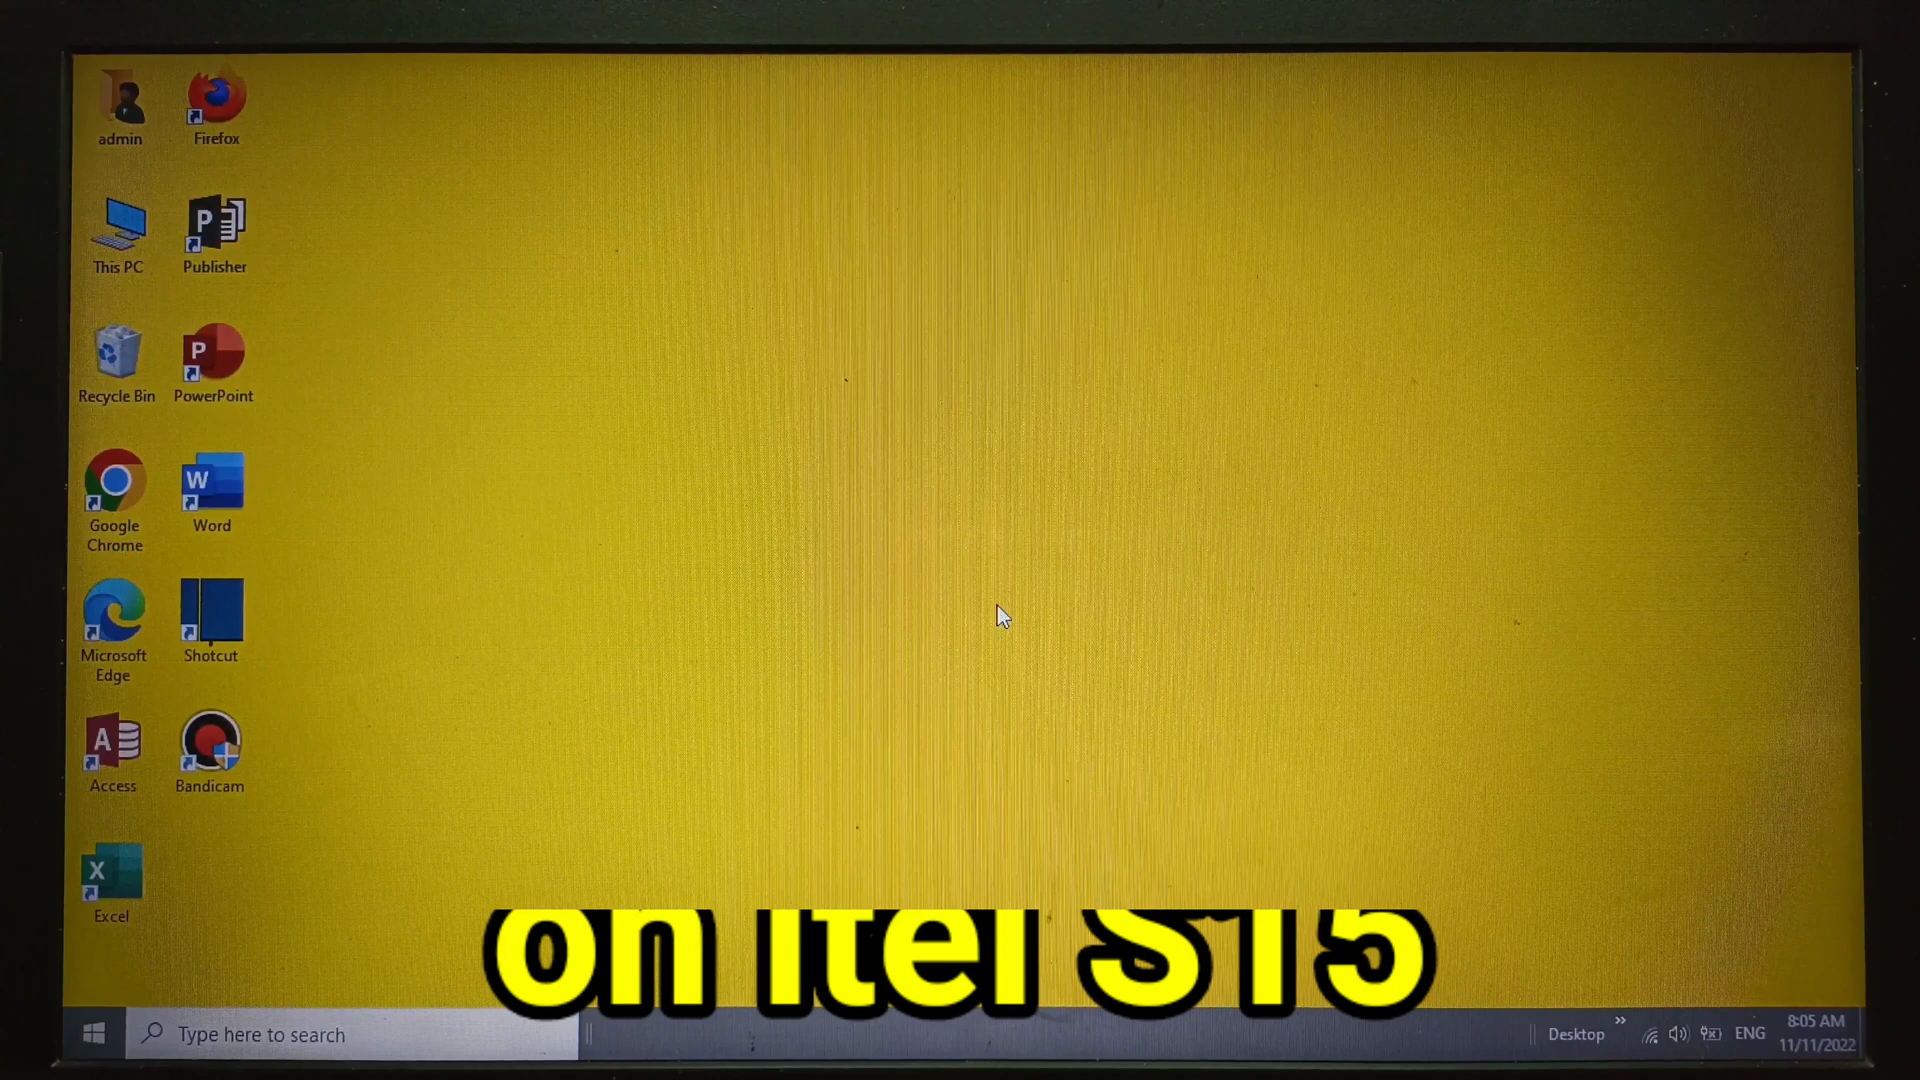 admin
Firefox
This PC
Publisher
Recycle Bin
PowerPoint
Google
Chrome
Word
Microsoft
Edge
Shotcut
Access
Bandicam
Excel
on Itel S15
Type here to search
Desktop
ENG
8:05 AM
11/11/2022